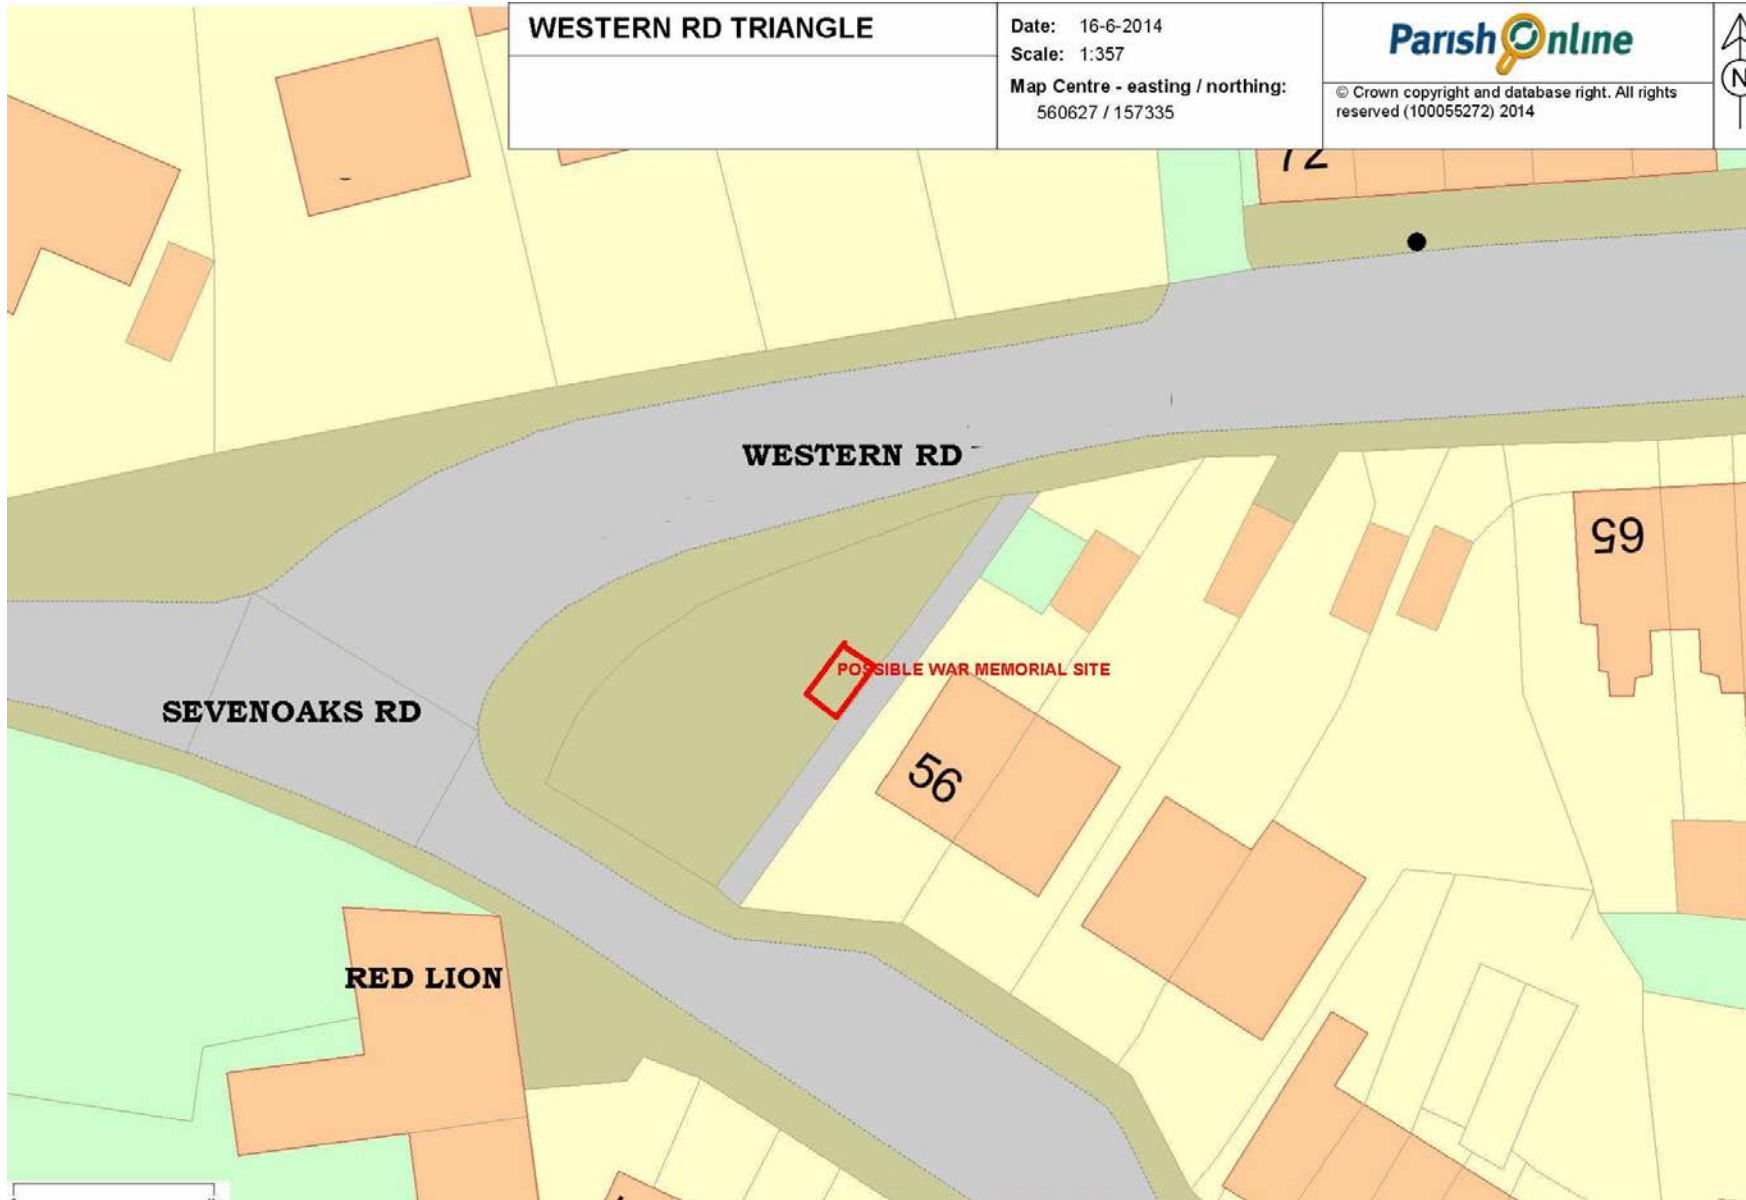 WESTERN RD TRIANGLE
Date: 16-6-2014
Scale: 1:357
Map Centre - easting / northing:
560627 / 157335
Parish Online
© Crown copyright and database right. All rights
reserved (100055272) 2014
N
72
WESTERN RD
65
POSSIBLE WAR MEMORIAL SITE
SEVENOAKS RD
56
RED LION